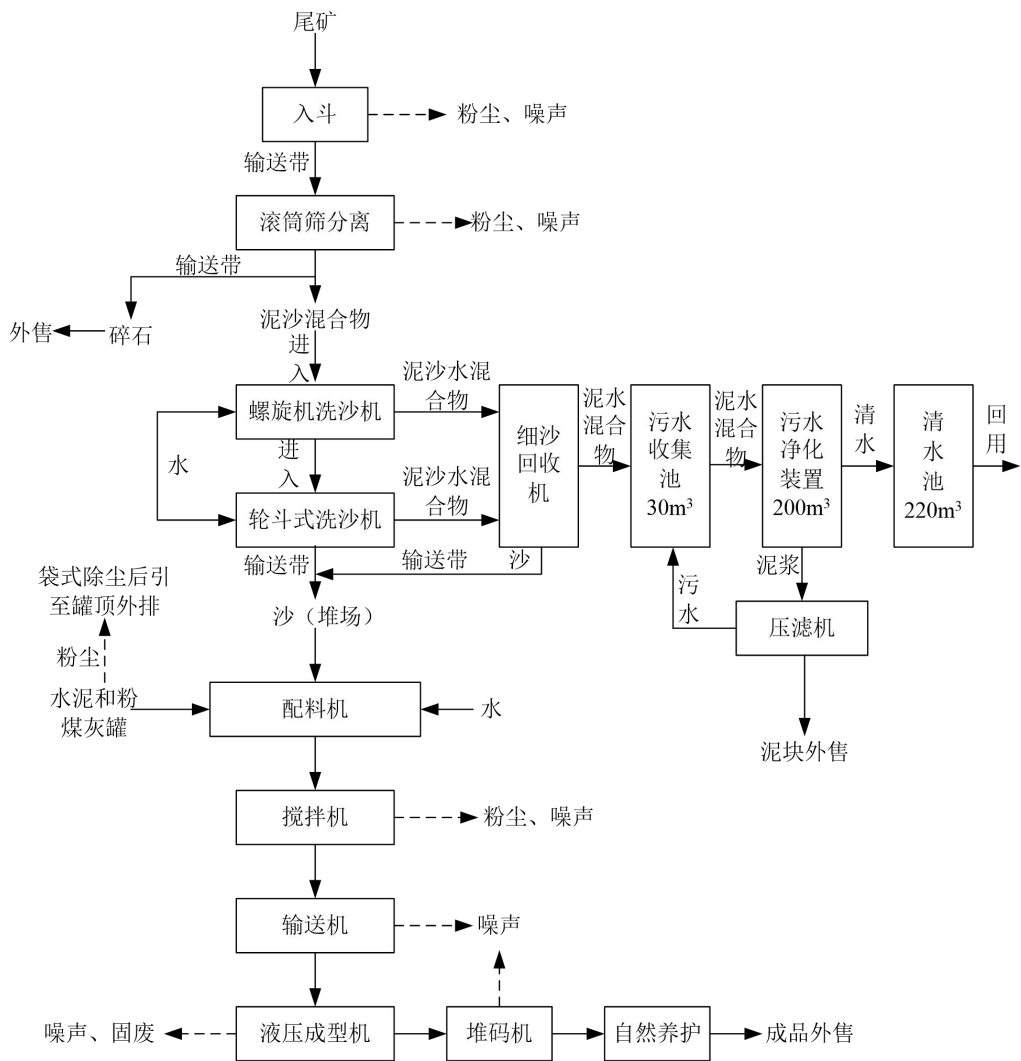 尾矿
入斗
粉尘、噪声
输送带
滚筒筛分离
粉尘、噪声
输送带
外售
碎石
泥沙混合物
进
入
螺旋机洗沙机
泥沙水混
合物
细沙
回收
机
泥水
混合
物
污水
收集
池
30m³
泥水
混合
物
污水
净化
装置
200m³
清
水
清
水
池
220m³
回
用
水
进
入
轮斗式洗沙机
泥沙水混
合物
输送带
输送带
沙
污
水
泥浆
压滤机
泥块外售
沙（堆场）
袋式除尘后引
至罐顶外排
粉尘
水泥和粉
煤灰罐
配料机
水
搅拌机
粉尘、噪声
输送机
噪声
噪声、固废
液压成型机
堆码机
自然养护
成品外售